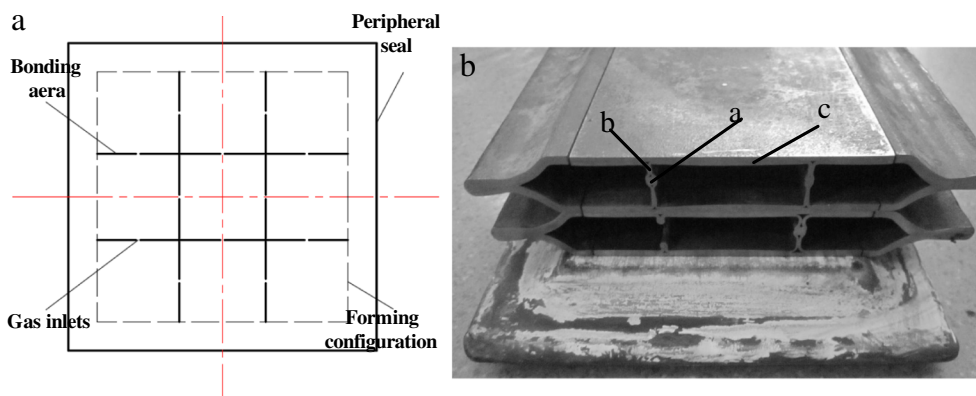 a
Peripheral
seal
Bonding
aera
Gas inlets
Forming
configuration
b
b
a
c